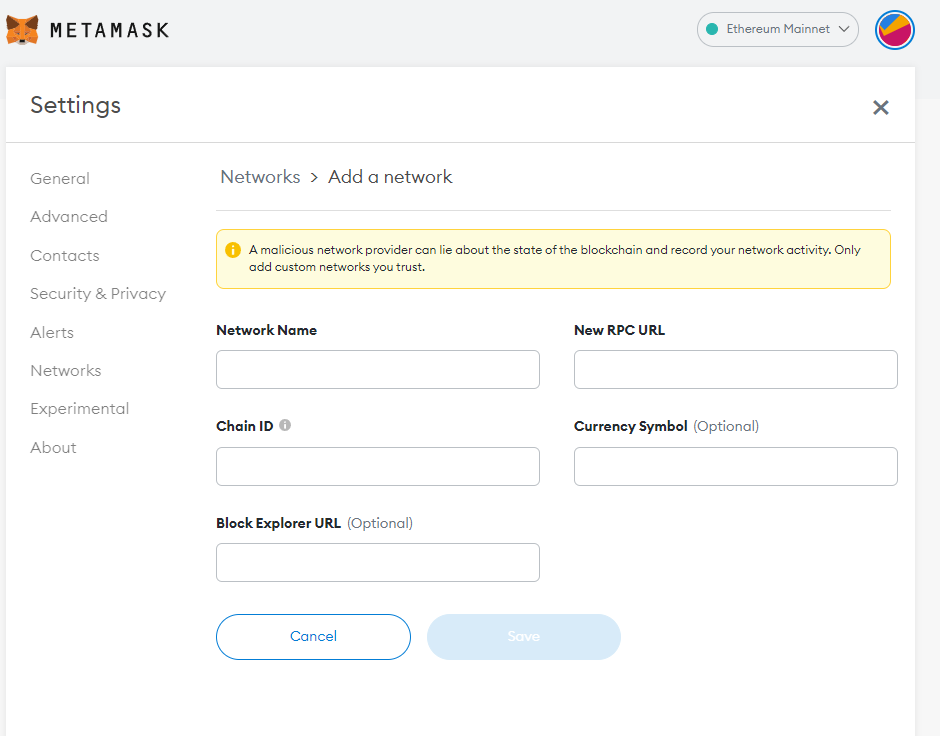 METAMASK
Ethereum Mainnet
Settings
General
Advanced
Contacts
Security & Privacy
Alerts
Networks
Experimental
About
Networks > Add a network
A malicious network provider can lie about the state of the blockchain and record your network activity. Only
add custom networks you trust.
Network Name
New RPC URL
Chain ID
Currency Symbol (Optional)
Block Explorer URL (Optional)
Cancel
Save